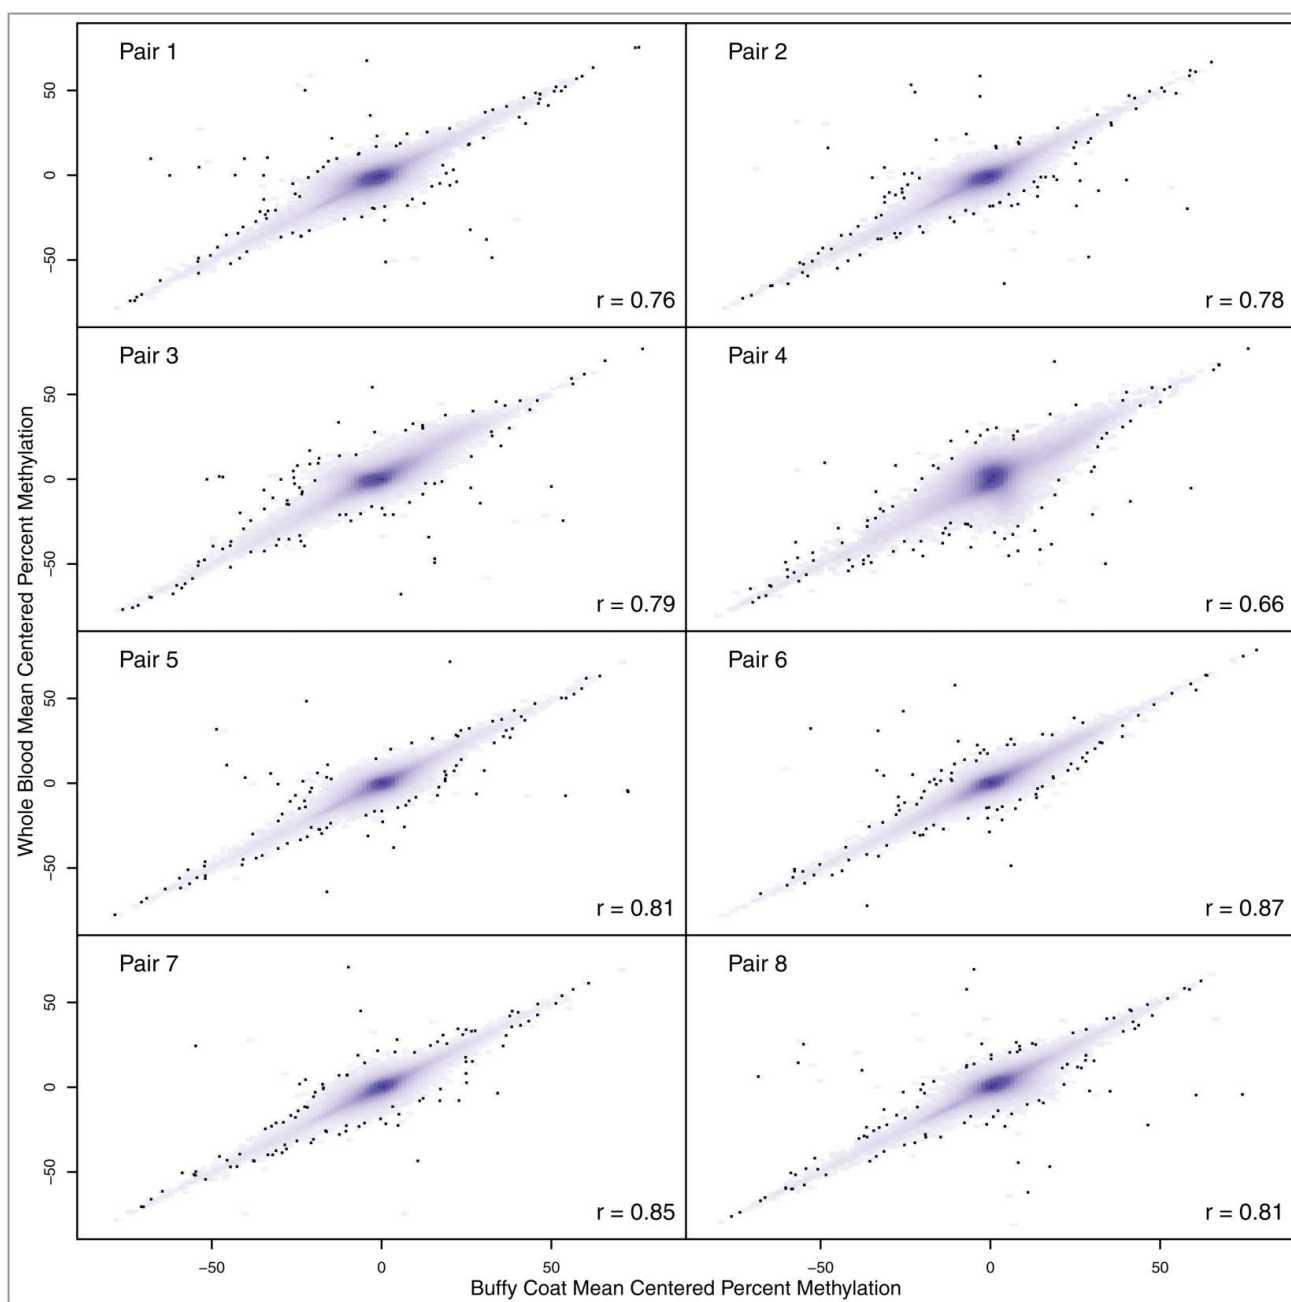 Pair 1
Pair 2
50
0
−50
r = 0.76
r = 0.78
Pair 3
Pair 4
50
0
−50
r = 0.79
r = 0.66
Whole Blood Mean Centered Percent Methylation
Pair 5
Pair 6
50
0
−50
r = 0.81
r = 0.87
Pair 7
Pair 8
50
0
−50
r = 0.85
r = 0.81
−50 0 50 −50 0 50
Buffy Coat Mean Centered Percent Methylation